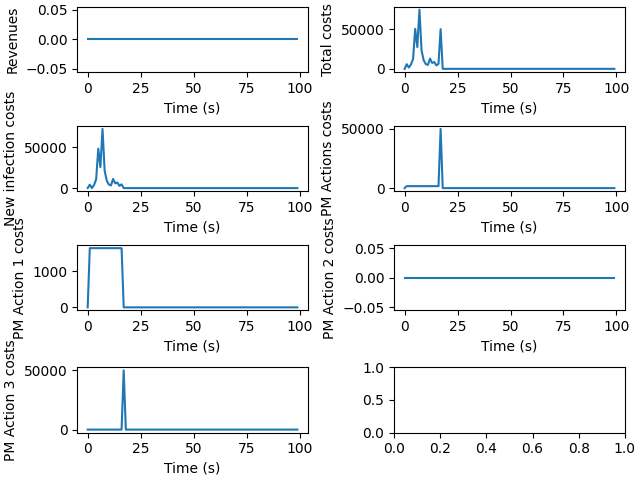 Revenues
0.05
0.00
−0.05
0 25 50 75 100
Time (s)
Total costs
50000
0
0 25 50 75 100
Time (s)
New infection costs
50000
0
0 25 50 75 100
Time (s)
PM Actions costs
50000
0
0 25 50 75 100
Time (s)
PM Action 1 costs
1000
0
0 25 50 75 100
Time (s)
PM Action 2 costs
0.05
0.00
−0.05
0 25 50 75 100
Time (s)
PM Action 3 costs
50000
0
0 25 50 75 100
Time (s)
1.0
0.5
0.0
0.0 0.2 0.4 0.6 0.8 1.0